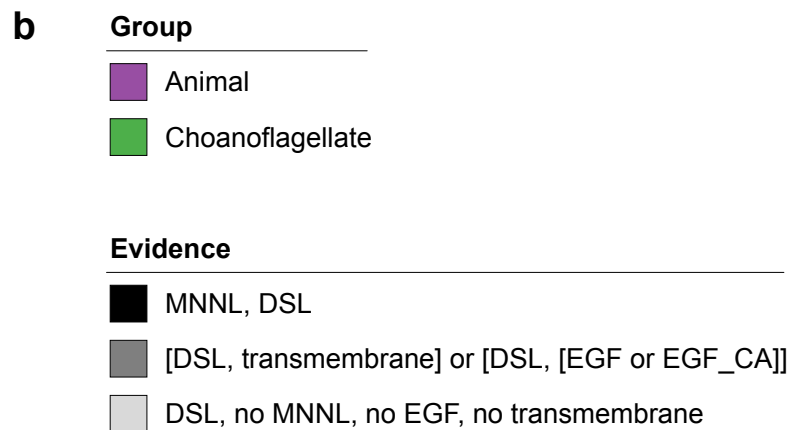 b
Group
Animal
Choanoflagellate
Evidence
MNNL, DSL
[DSL, transmembrane] or [DSL, [EGF or EGF_CA]]
DSL, no MNNL, no EGF, no transmembrane